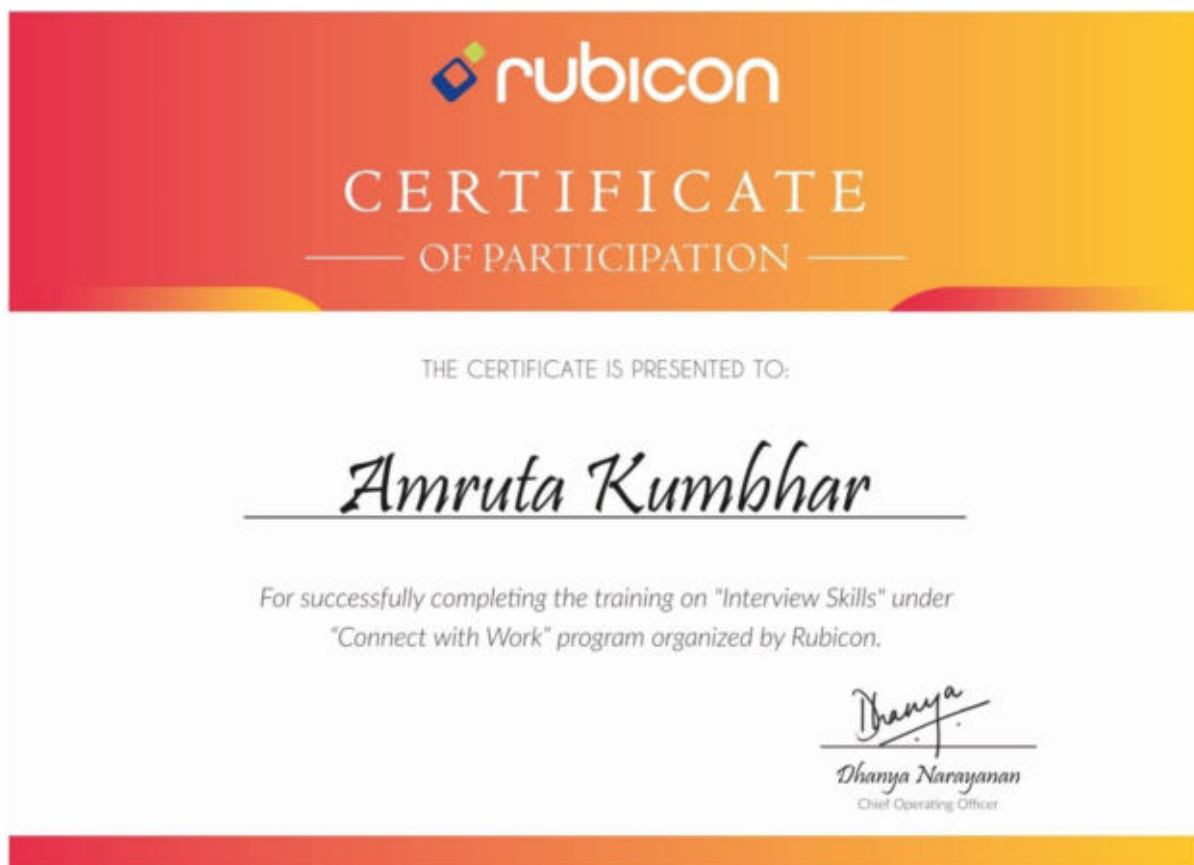 rubicon
CERTIFICATE
OF PARTICIPATION
THE CERTIFICATE IS PRESENTED TO:
Amruta Kumbhar
For successfully completing the training on "Interview Skills" under
"Connect with Work" program organized by Rubicon.
Dhanya
Dhanya Narayanan
Chief Operating Officer